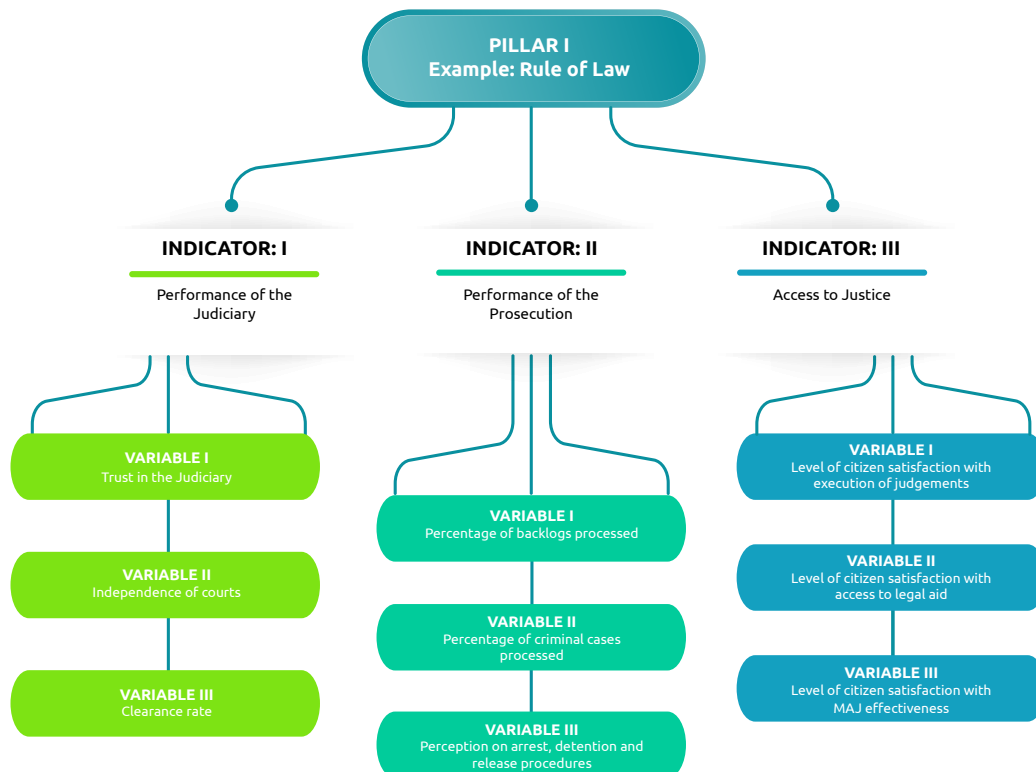 PILLAR I
Example: Rule of Law
INDICATOR: I
Performance of the
Judiciary
INDICATOR: II
Performance of the
Prosecution
INDICATOR: III
Access to Justice
VARIABLE I
Trust in the Judiciary
VARIABLE II
Independence of courts
VARIABLE III
Clearance rate
VARIABLE I
Percentage of backlogs processed
VARIABLE II
Percentage of criminal cases
processed
VARIABLE III
Perception on arrest, detention and
release procedures
VARIABLE I
Level of citizen satisfaction with
execution of judgements
VARIABLE II
Level of citizen satisfaction with
access to legal aid
VARIABLE III
Level of citizen satisfaction with
MAJ effectiveness